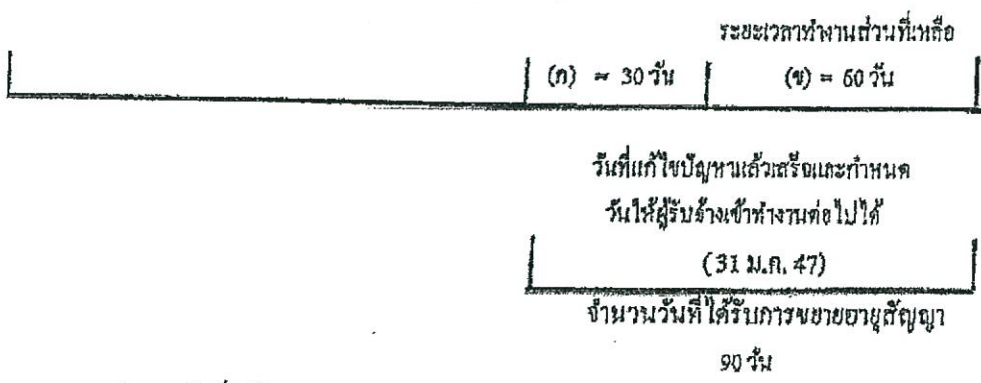 ระยะเวลาทำงานส่วนที่เหลือ
(ก) = 30 วัน (ข) = 60 วัน
วันที่แก้ไขปัญหาแล้วเสร็จและกำหนด
วันให้ผู้รับจ้างเข้าทำงานต่อไปได้
(31 ม.ค. 47)
จำนวนวันที่ได้รับการขยายอายุสัญญา
90 วัน